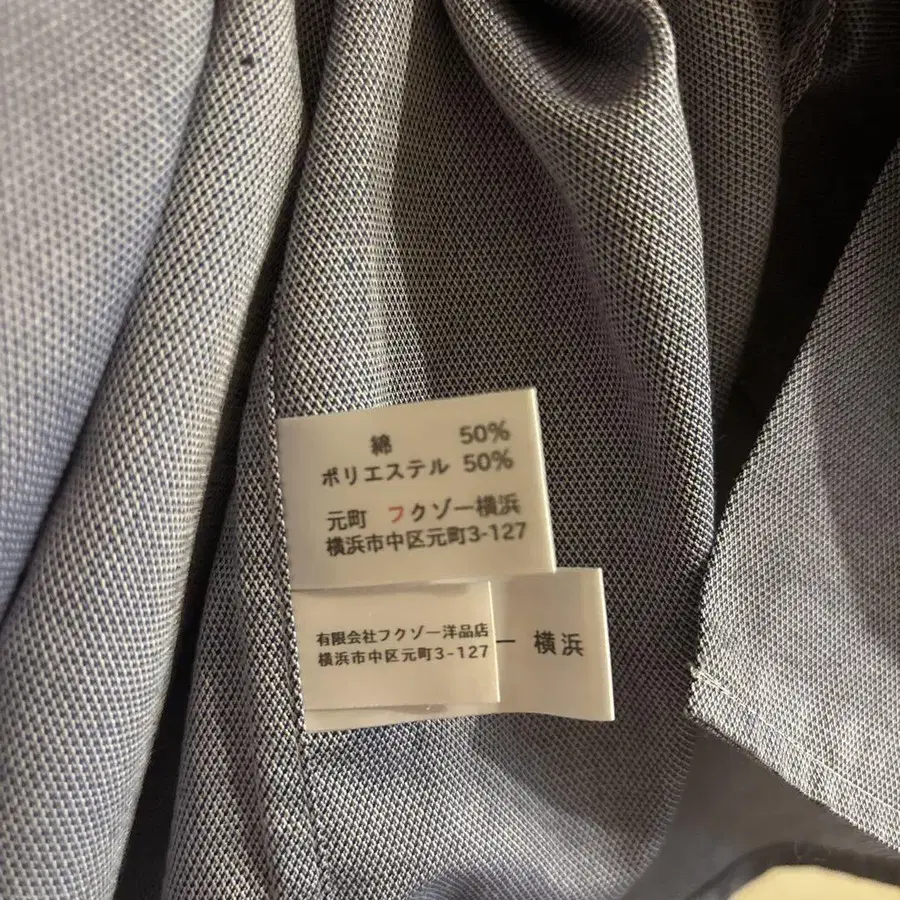 綿 50%
ポリエステル 50%
元町 フクゾー横浜
横浜市中区元町3-127
有限会社フクゾー洋品店
横浜市中区元町3-127
ー 横浜